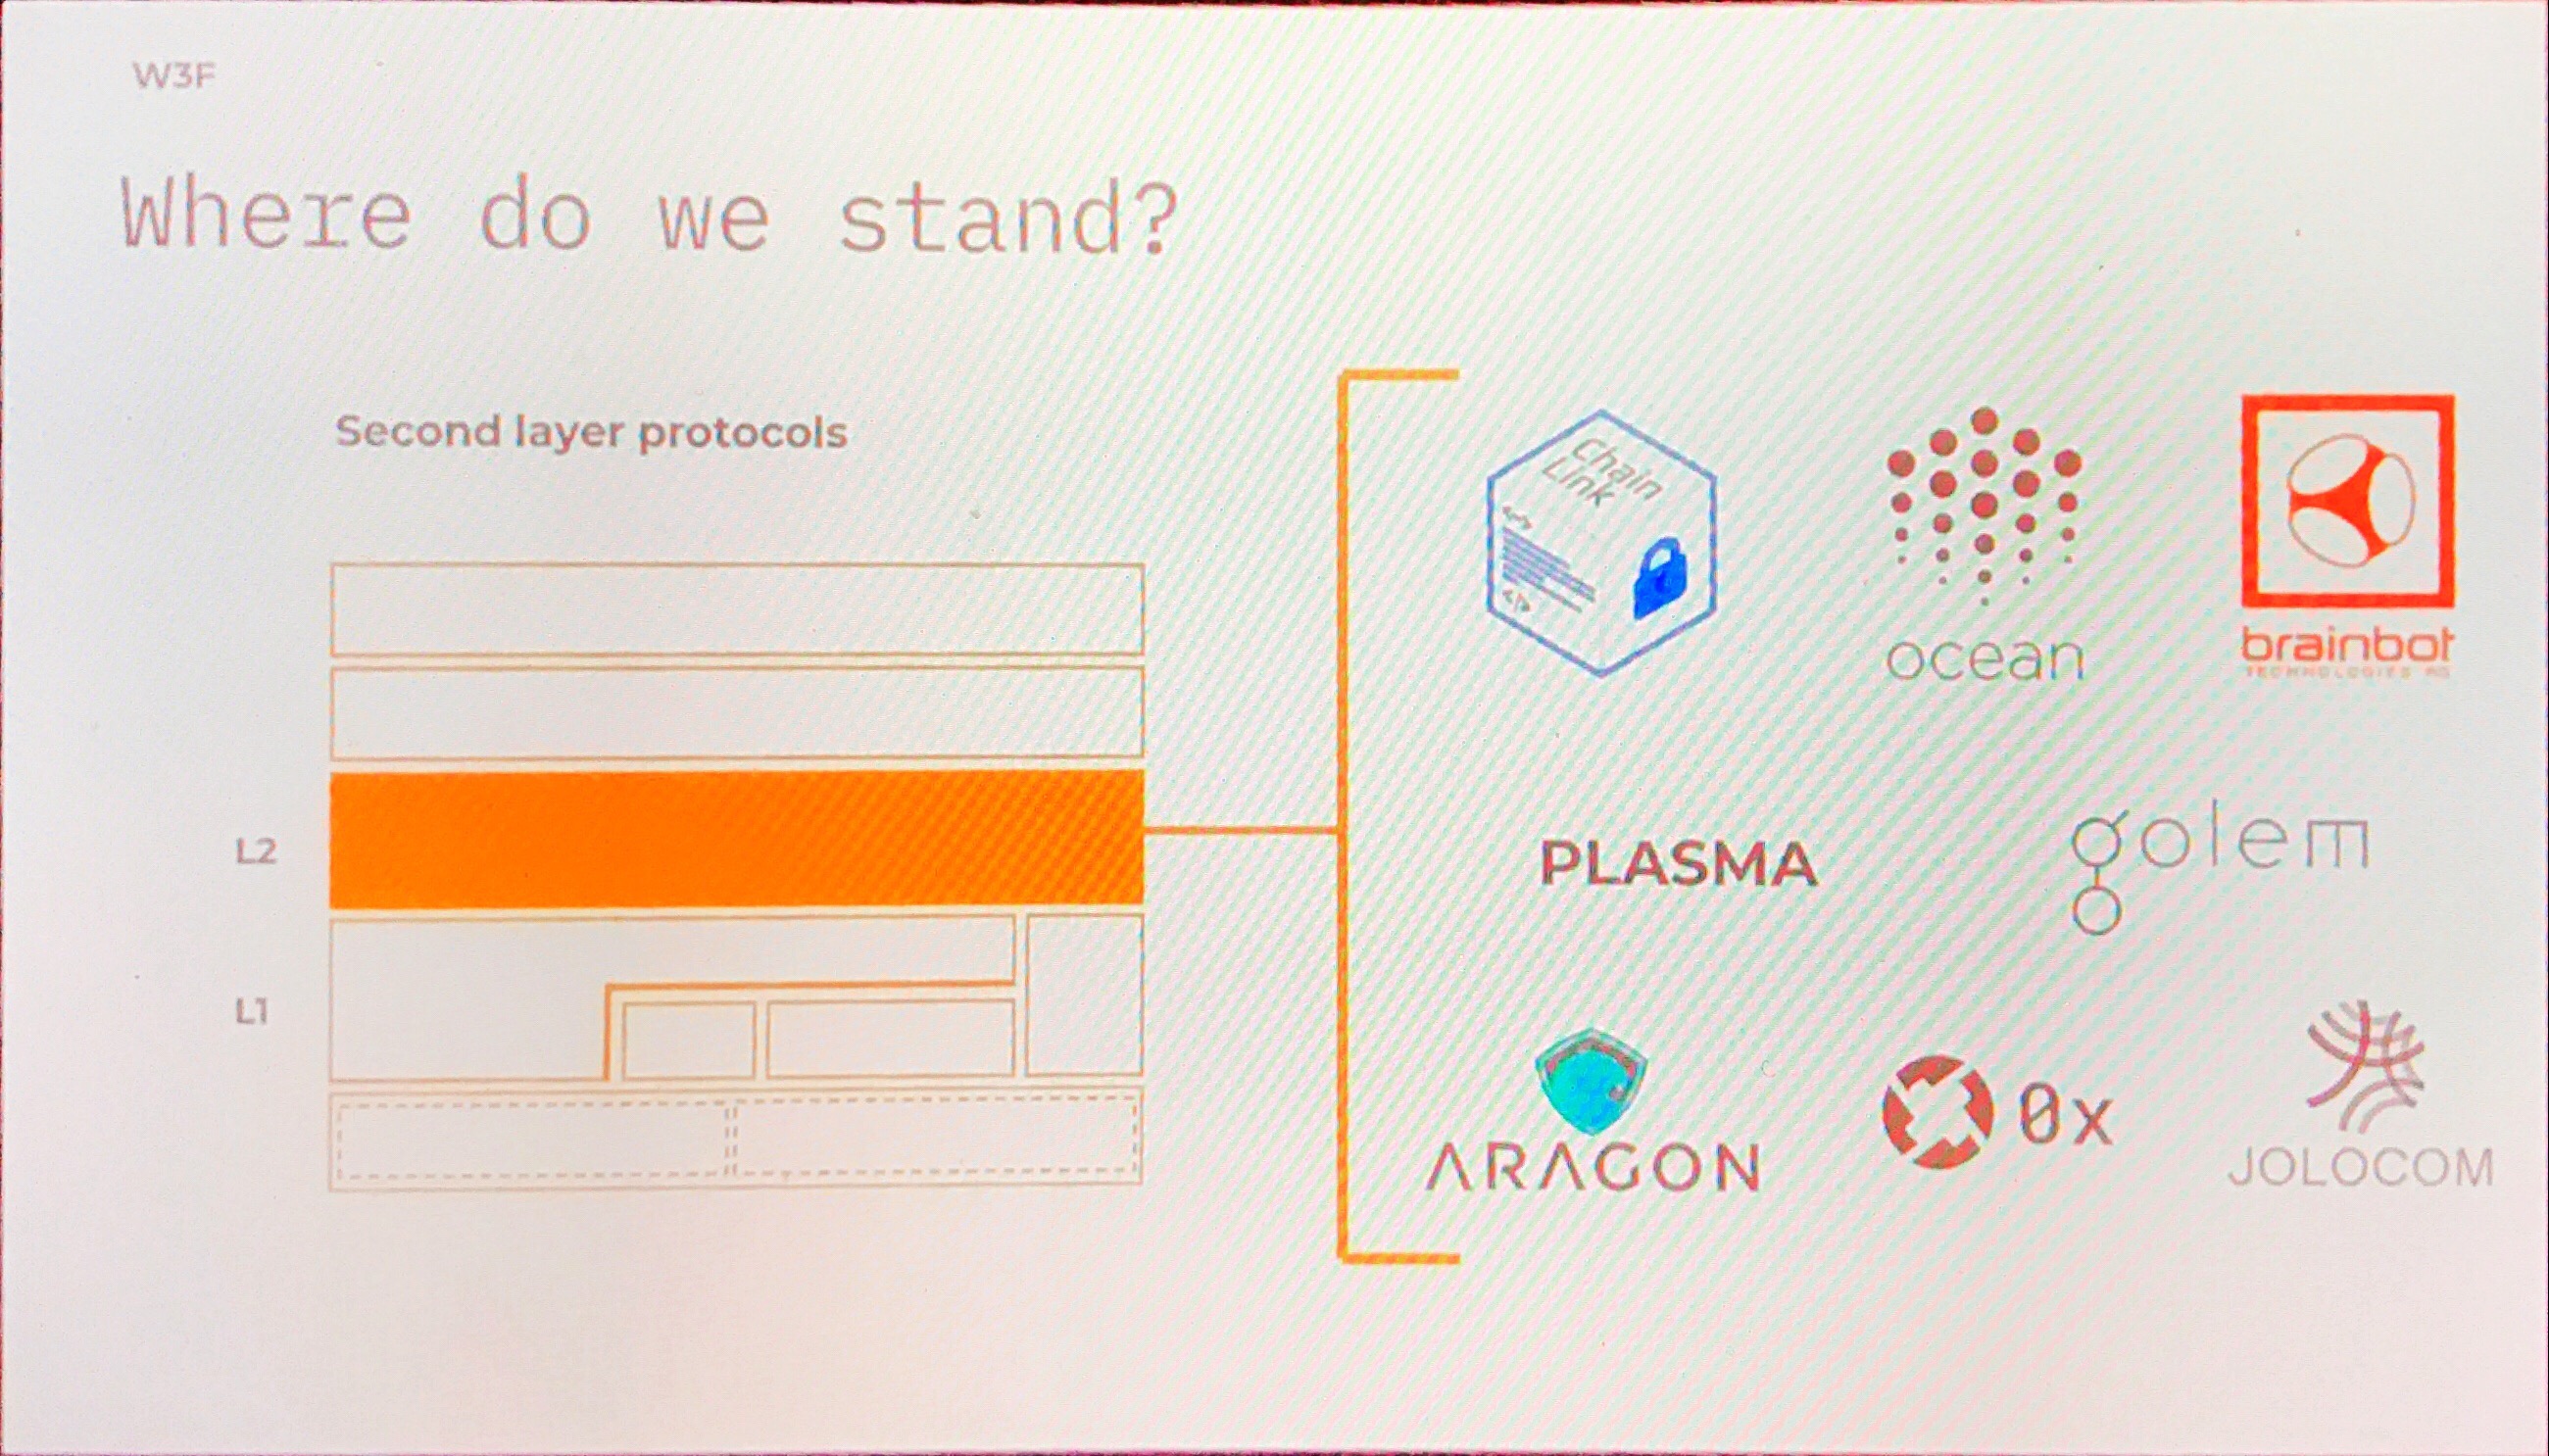 W3F
Where do we stand?
Second layer protocols
L2
L1
Chain
Link
</>
</>
ocean
brainbot
TECHNOLOGIES AG
PLASMA
golem
ARAGON
0x
JOLOCOM